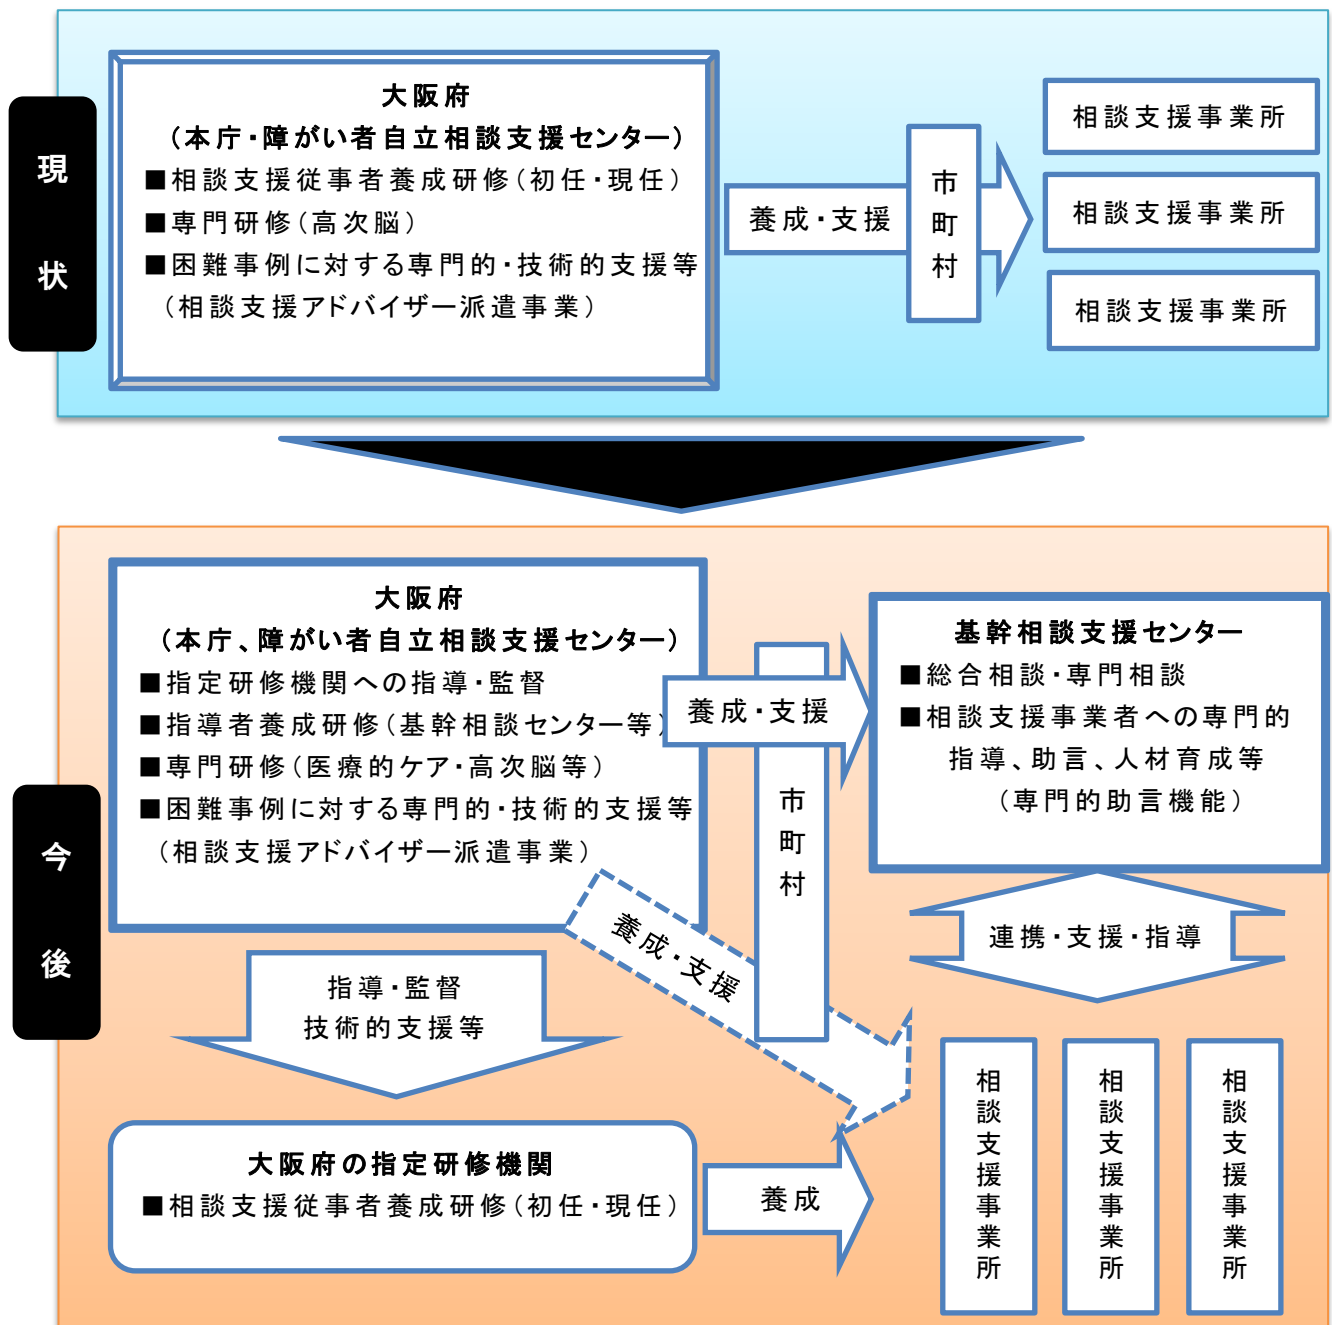 現状
大阪府
（本庁・障がい者自立相談支援センター）
■相談支援従事者養成研修（初任・現任）
■専門研修（高次脳）
■困難事例に対する専門的・技術的支援等
（相談支援アドバイザー派遣事業）
養成・支援
市町村
相談支援事業所
相談支援事業所
相談支援事業所
今後
大阪府
（本庁、障がい者自立相談支援センター）
■指定研修機関への指導・監督
■指導者養成研修（基幹相談センター等）
■専門研修（医療的ケア・高次脳等）
■困難事例に対する専門的・技術的支援等
（相談支援アドバイザー派遣事業）
養成・支援
市町村
基幹相談支援センター
■総合相談・専門相談
■相談支援事業者への専門的
指導、助言、人材育成等
（専門的助言機能）
養成・支援
連携・支援・指導
指導・監督
技術的支援等
大阪府の指定研修機関
■相談支援従事者養成研修（初任・現任）
養成
相談支援事業所
相談支援事業所
相談支援事業所